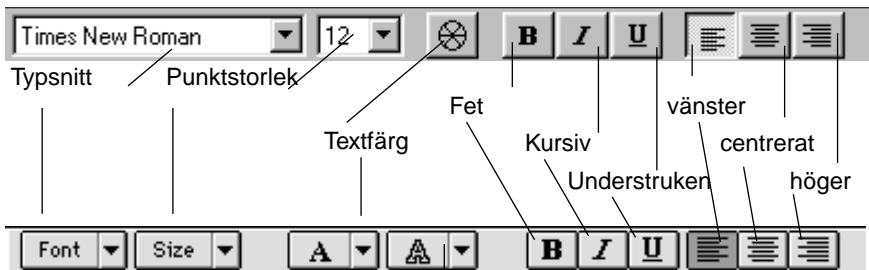 Times New Roman 12 B I U
Typsnitt Punktstorlek
Fet vänster
Textfärg Kursiv centrerat
Understruken höger
Font Size A A B I U